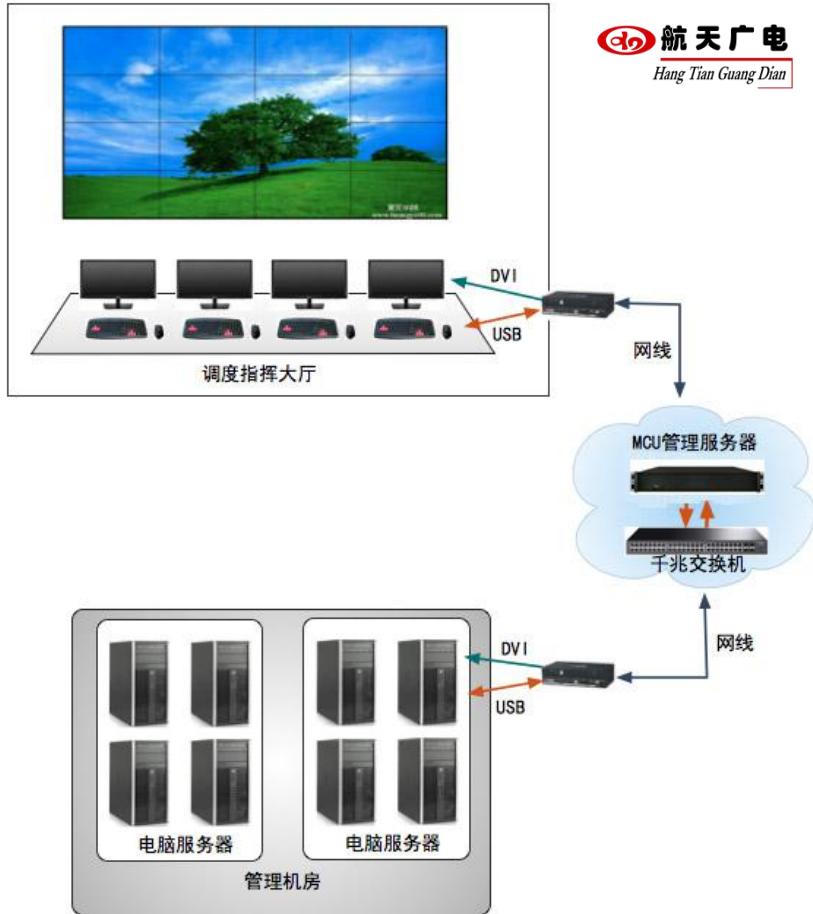 航天广电
Hang Tian Guang Dian
DVI
USB
调度指挥大厅
网线
MCU管理服务器
千兆交换机
网线
DVI
USB
电脑服务器
电脑服务器
管理机房